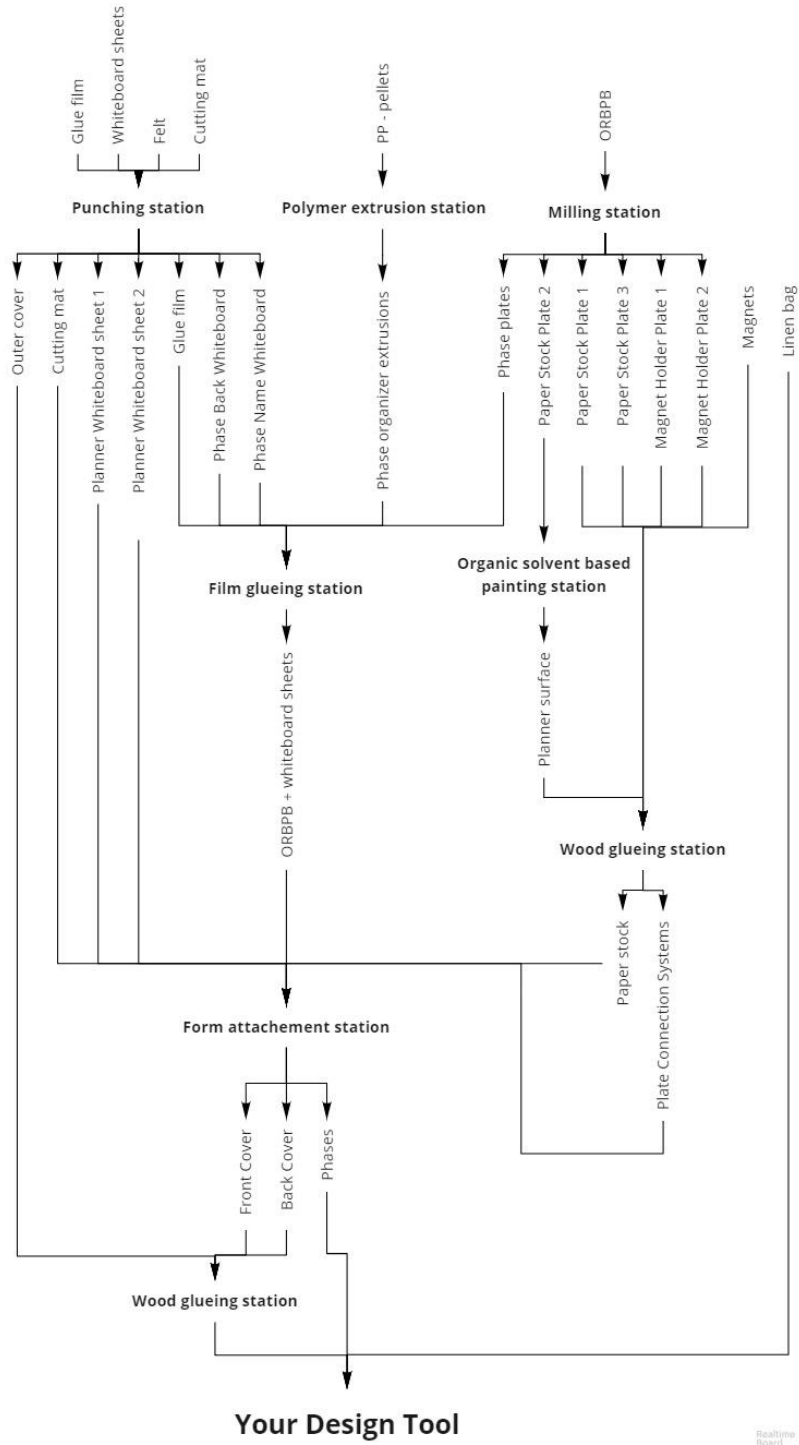 Glue film
Whiteboard sheets
Felt
Cutting mat
PP - pellets
ORBPB
Punching station
Polymer extrusion station
Milling station
Outer cover
Cutting mat
Planner Whiteboard sheet 1
Planner Whiteboard sheet 2
Glue film
Phase Back Whiteboard
Phase Name Whiteboard
Phase organizer extrusions
Phase plates
Paper Stock Plate 2
Paper Stock Plate 1
Paper Stock Plate 3
Magnet Holder Plate 1
Magnet Holder Plate 2
Magnets
Linen bag
Film glueing station
Organic solvent based
painting station
ORBPB + whiteboard sheets
Planner surface
Wood glueing station
Paper stock
Plate Connection Systems
Form attachement station
Front Cover
Back Cover
Phases
Wood glueing station
Your Design Tool
Realtime
Board